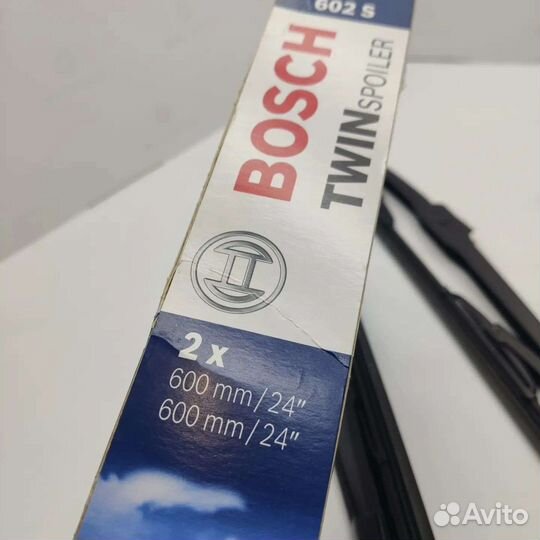 602 S
BOSCH
TWINSPOILER
2 x
600 mm/24"
600 mm/24"
Avito